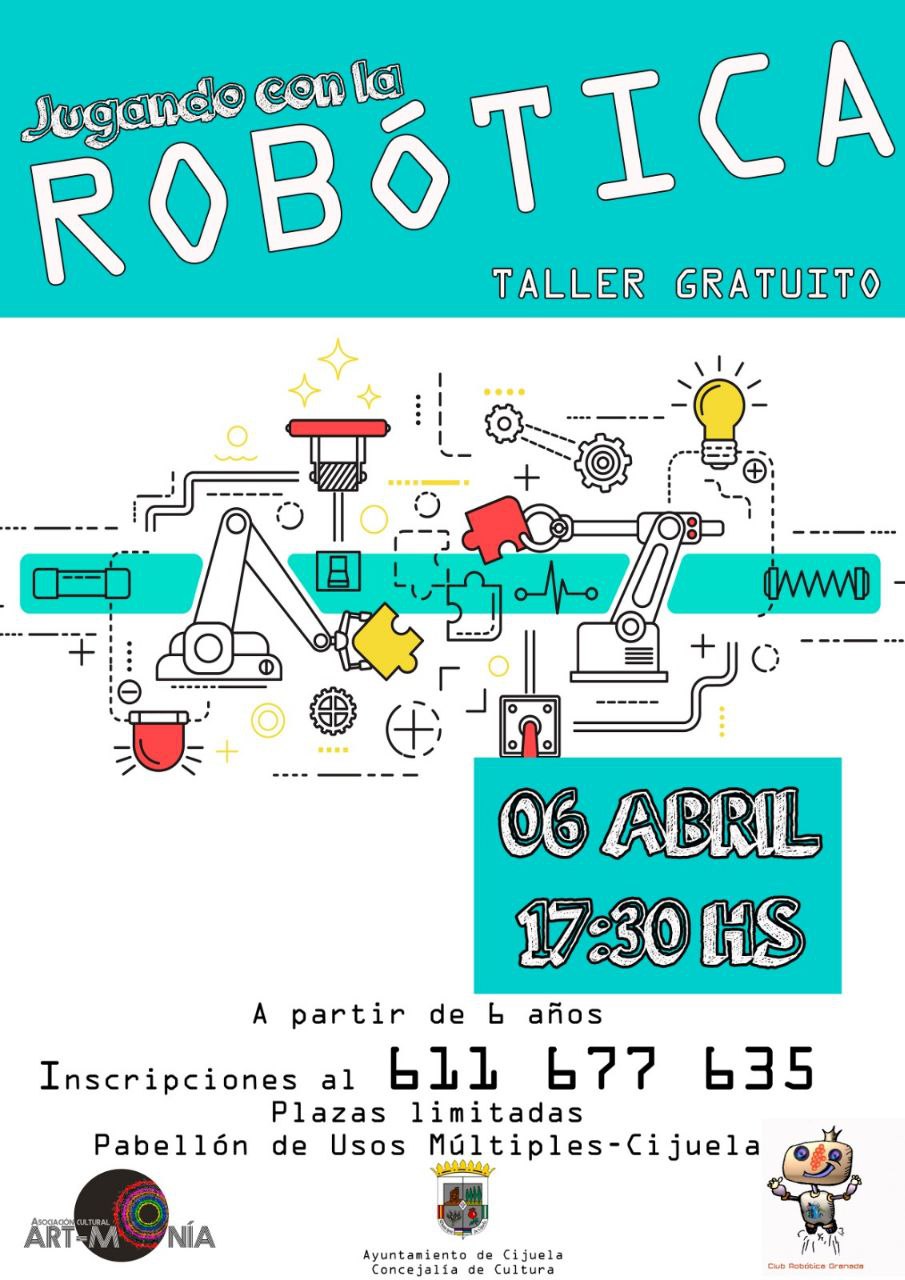 Jugando con la
ROBÓTICA
TALLER GRATUITO
06 ABRIL
17:30 HS
A partir de 6 años
Inscripciones al 611 677 635
Plazas limitadas
Pabellón de Usos Múltiples-Cijuela
ASOCIACIÓN CULTURAL
ART-MONÍA
Ayuntamiento de Cijuela
Concejalía de Cultura
Club Robótica Granada